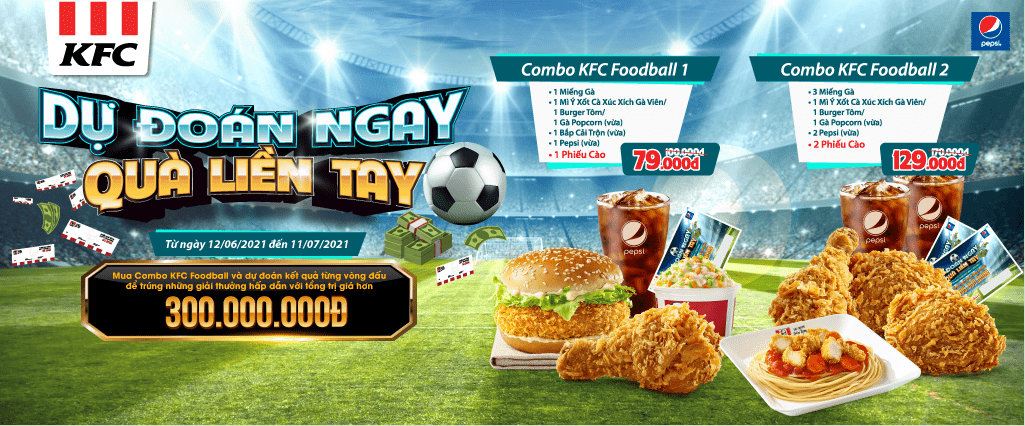 KFC
pepsi
DỰ ĐOÁN NGAY
QUÀ LIỀN TAY
Từ ngày 12/06/2021 đến 11/07/2021
Mua Combo KFC Foodball và dự đoán kết quả từng vòng đấu
để trúng những giải thưởng hấp dẫn với tổng trị giá hơn
300.000.000Đ
Combo KFC Foodball 1
• 1 Miếng Gà
• 1 Mì Ý Xốt Cà Xúc Xích Gà Viên/
1 Burger Tôm/
1 Gà Popcorn (vừa)
• 1 Bắp Cải Trộn (vừa)
• 1 Pepsi (vừa)
• 1 Phiếu Cào
79.000đ
Combo KFC Foodball 2
• 3 Miếng Gà
• 1 Mì Ý Xốt Cà Xúc Xích Gà Viên/
1 Burger Tôm/
1 Gà Popcorn (vừa)
• 2 Pepsi (vừa)
• 2 Phiếu Cào
129.000đ
pepsi
pepsi